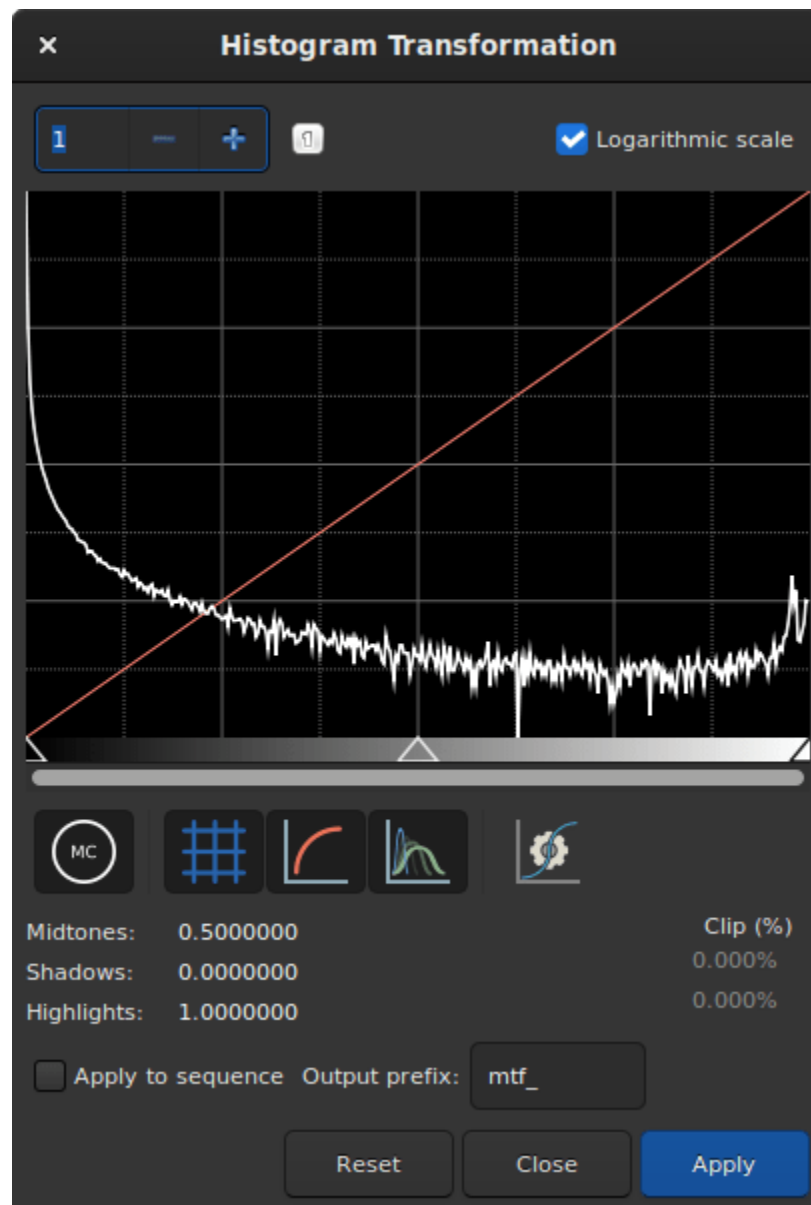 ×
Histogram Transformation
1 − + 1
Logarithmic scale
MC
Midtones: 0.5000000
Clip (%)
Shadows: 0.0000000
0.000%
Highlights: 1.0000000
0.000%
Apply to sequence Output prefix: mtf_
Reset Close Apply